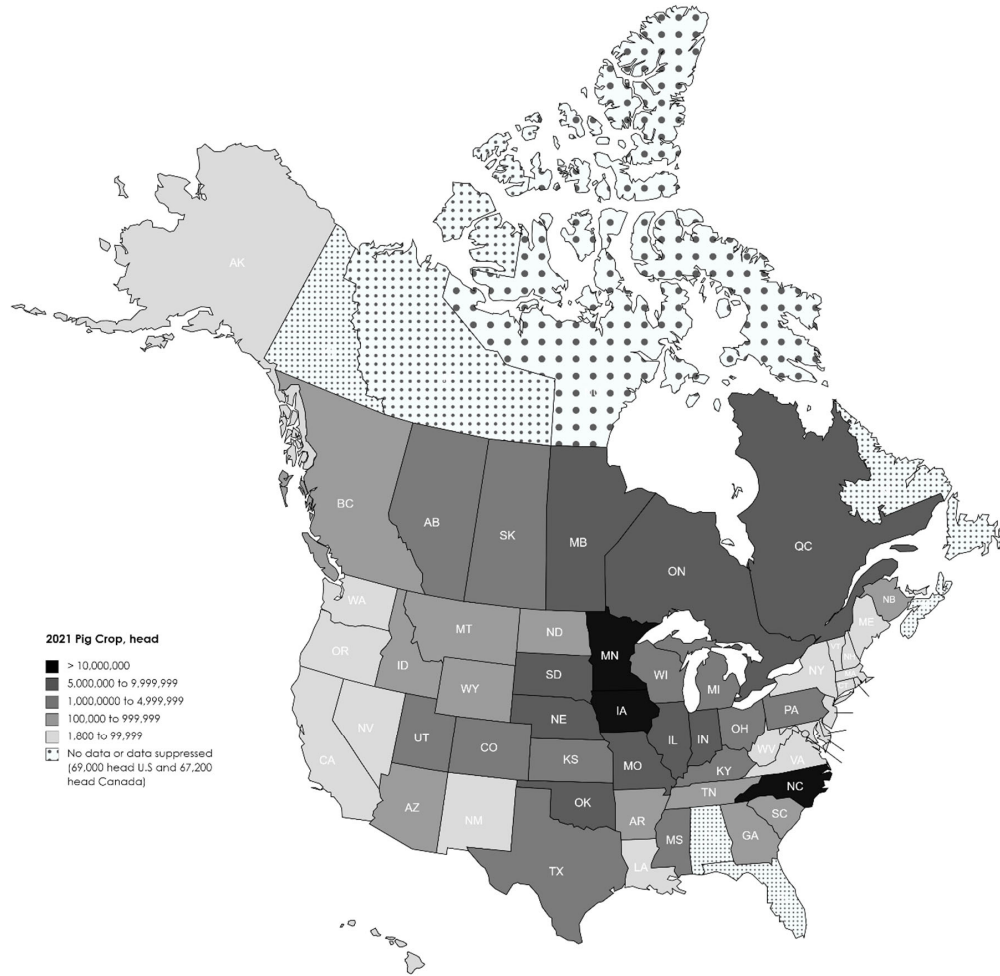 AK
BC
AB
SK
MB
ON
QC
NB
WA
MT
ND
MN
ME
OR
ID
SD
WI
NY
VT
NH
WY
MI
2021 Pig Crop, head
> 10,000,000
5,000,000 to 9,999,999
1,000,0000 to 4,999,999
100,000 to 999,999
1,800 to 99,999
No data or data suppressed
(69,000 head U.S and 67,200
head Canada)
IA
NE
PA
NV
UT
CO
IL
IN
OH
CA
KS
MO
WV
VA
KY
NC
AZ
NM
OK
TN
AR
SC
MS
GA
TX
LA